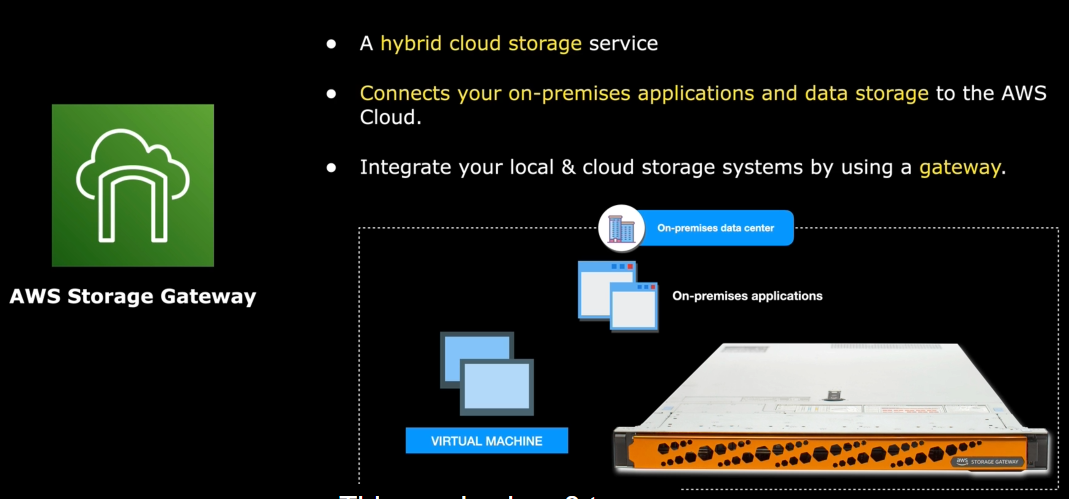 ● A hybrid cloud storage service
● Connects your on-premises applications and data storage to the AWS
Cloud.
● Integrate your local & cloud storage systems by using a gateway.
AWS Storage Gateway
On-premises data center
On-premises applications
VIRTUAL MACHINE
aws STORAGE GATEWAY